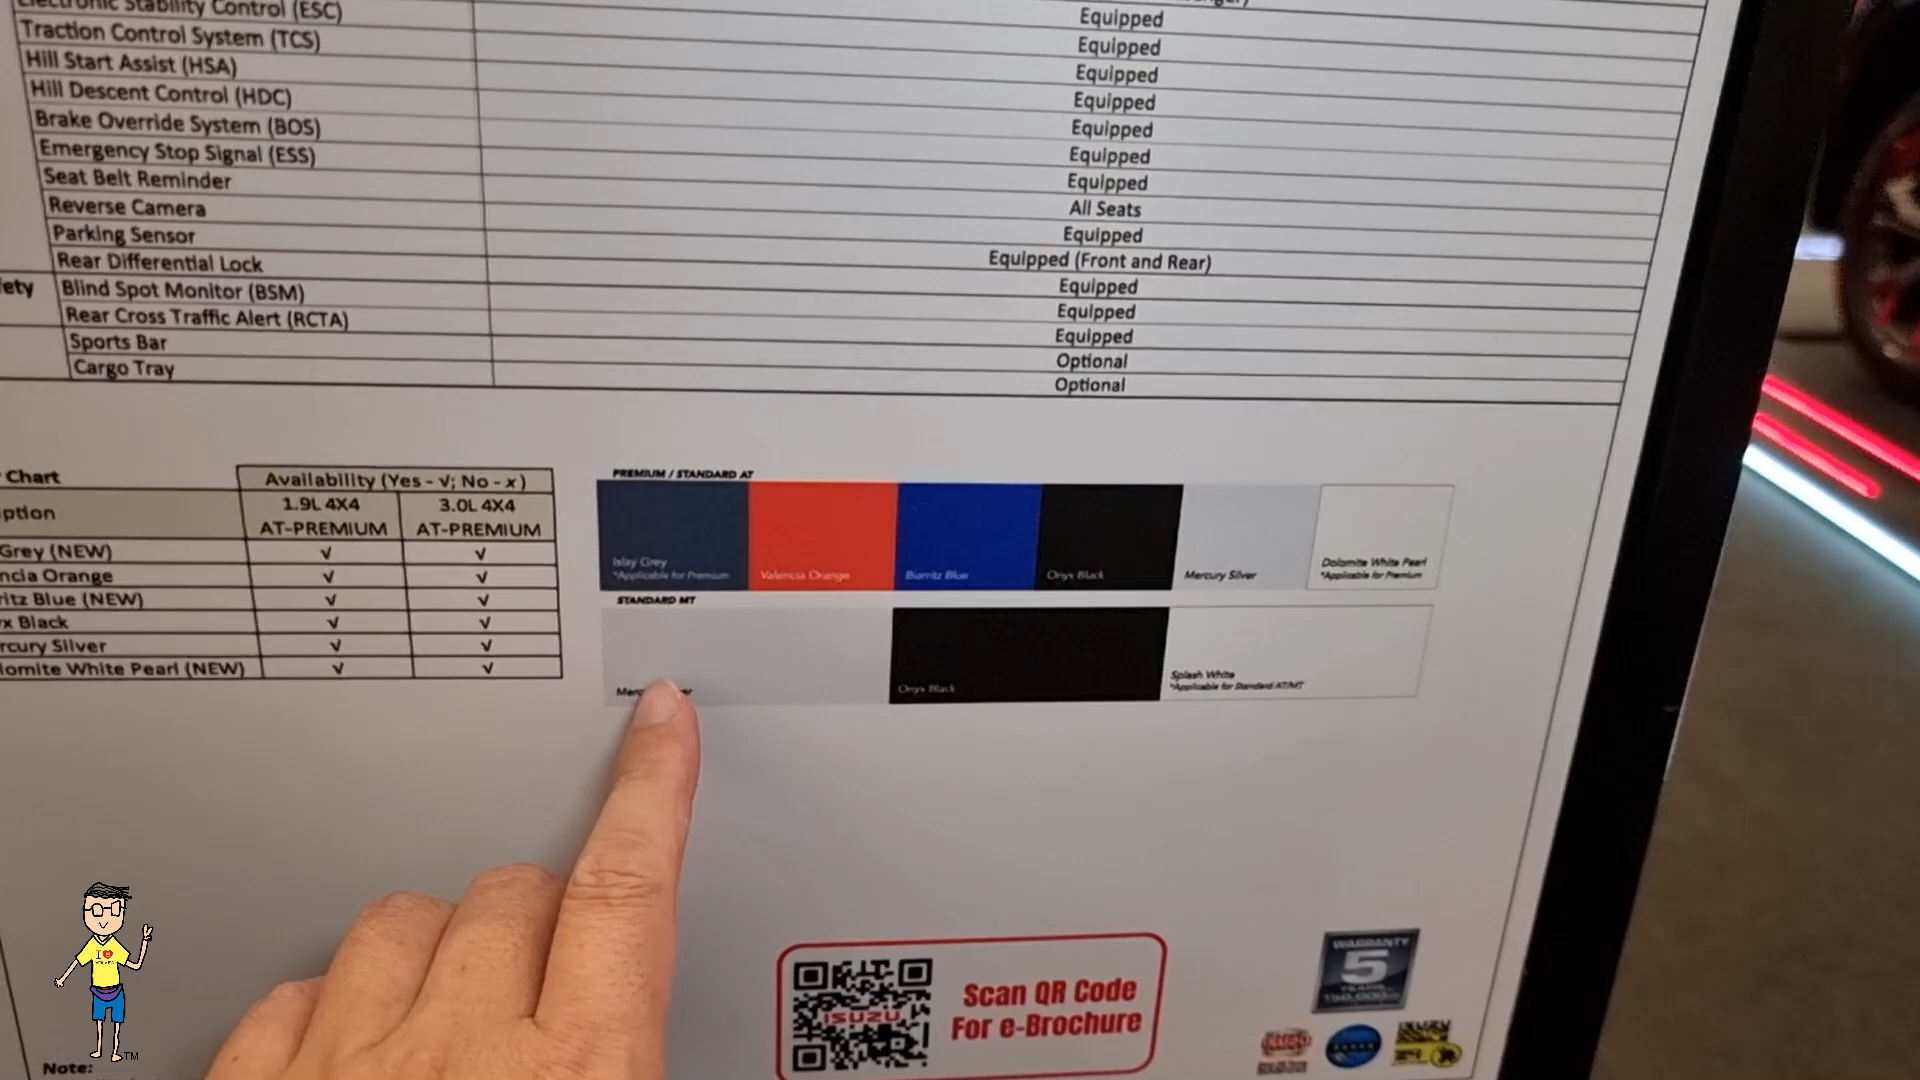 Electronic Stability Control (ESC)
Equipped
Traction Control System (TCS)
Equipped
Hill Start Assist (HSA)
Equipped
Hill Descent Control (HDC)
Equipped
Brake Override System (BOS)
Equipped
Emergency Stop Signal (ESS)
Equipped
Seat Belt Reminder
Equipped
Reverse Camera
All Seats
Parking Sensor
Equipped
Rear Differential Lock
Equipped (Front and Rear)
fety Blind Spot Monitor (BSM)
Equipped
Rear Cross Traffic Alert (RCTA)
Equipped
Sports Bar
Equipped
Cargo Tray
Optional
Optional
Chart
Availability (Yes - √; No - x)
ption
1.9L 4X4
AT-PREMIUM
3.0L 4X4
AT-PREMIUM
Grey (NEW) √ √
ncia Orange √ √
ritz Blue (NEW) √ √
x Black √ √
rcury Silver √ √
lomite White Pearl (NEW) √ √
PREMIUM / STANDARD AT
Islay Grey
*Applicable for Premium
Valencia Orange
Biarritz Blue
Onyx Black
Mercury Silver
Dolomite White Pearl
*Applicable for Premium
STANDARD MT
Onyx Black
Splash White
*Applicable for Standard AT/MT
ISUZU
Scan QR Code
For e-Brochure
WARRANTY
5
YEARS
150,000
Note:
I
TM